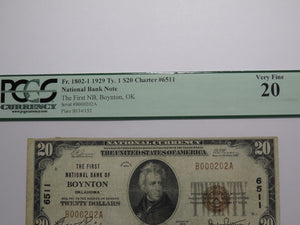 PCGS
CURRENCY
Fr. 1802-1 1929 Ty. 1 $20 Charter #6511
National Bank Note
The First NB, Boynton, OK
Serial #B000202A
Very Fine
20
20
THE FIRST
NATIONAL BANK OF
BOYNTON
OKLAHOMA
TWENTY DOLLARS
6511
B000202A
B000202A
6511
20